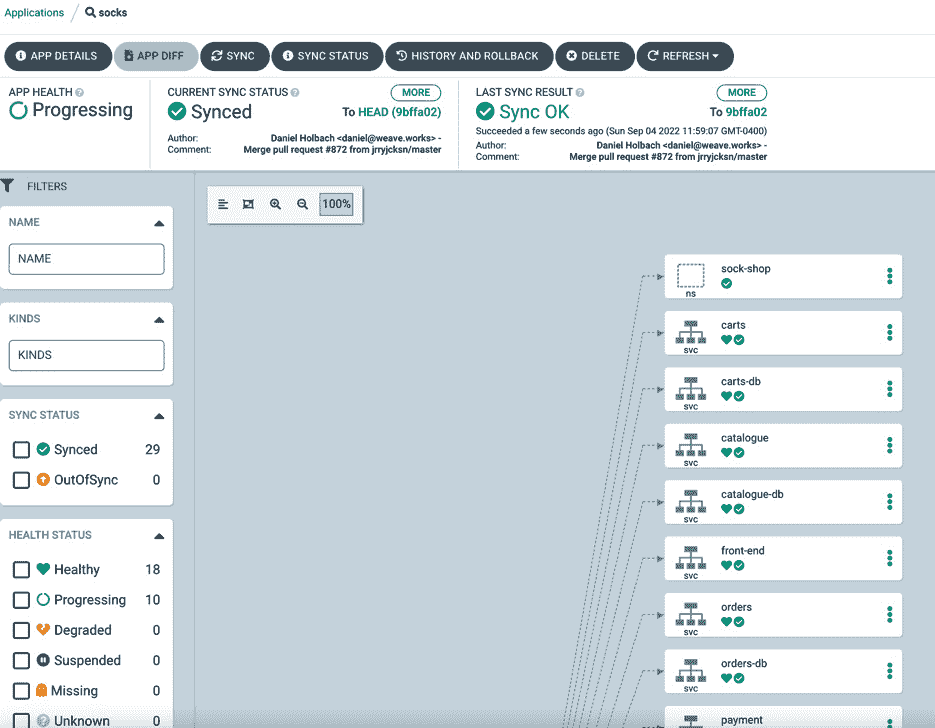 Applications / socks
APP DETAILS APP DIFF SYNC SYNC STATUS HISTORY AND ROLLBACK DELETE REFRESH
APP HEALTH
Progressing
CURRENT SYNC STATUS MORE
Synced To HEAD (9bffa02)
Author: Daniel Holbach <daniel@weave.works> -
Comment: Merge pull request #872 from jrryjcksn/master
LAST SYNC RESULT MORE
Sync OK To 9bffa02
Succeeded a few seconds ago (Sun Sep 04 2022 11:59:07 GMT-0400)
Author: Daniel Holbach <daniel@weave.works> -
Comment: Merge pull request #872 from jrryjcksn/master
FILTERS
NAME
NAME
KINDS
KINDS
SYNC STATUS
Synced 29
OutOfSync 0
HEALTH STATUS
Healthy 18
Progressing 10
Degraded 0
Suspended 0
Missing 0
Unknown 0
100%
sock-shop
ns
carts
svc
carts-db
svc
catalogue
svc
catalogue-db
svc
front-end
svc
orders
svc
orders-db
svc
payment